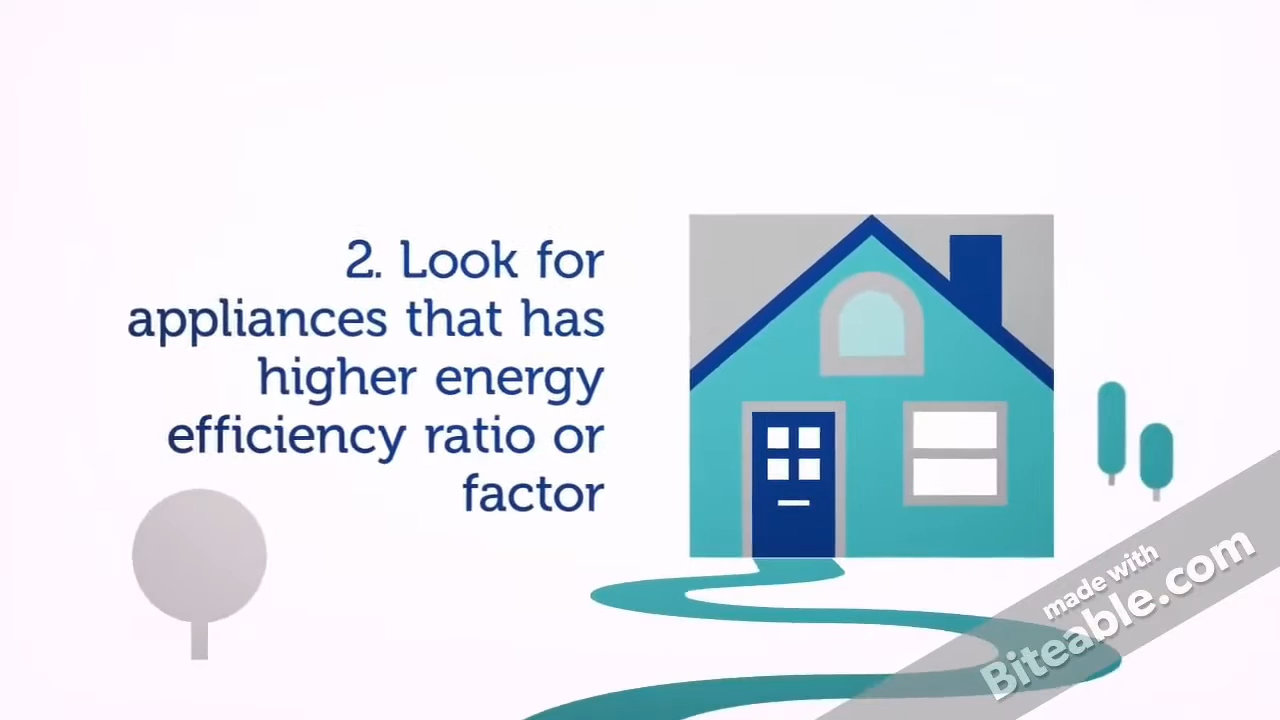 2. Look for
appliances that has
higher energy
efficiency ratio or
factor
made with
Biteable.com